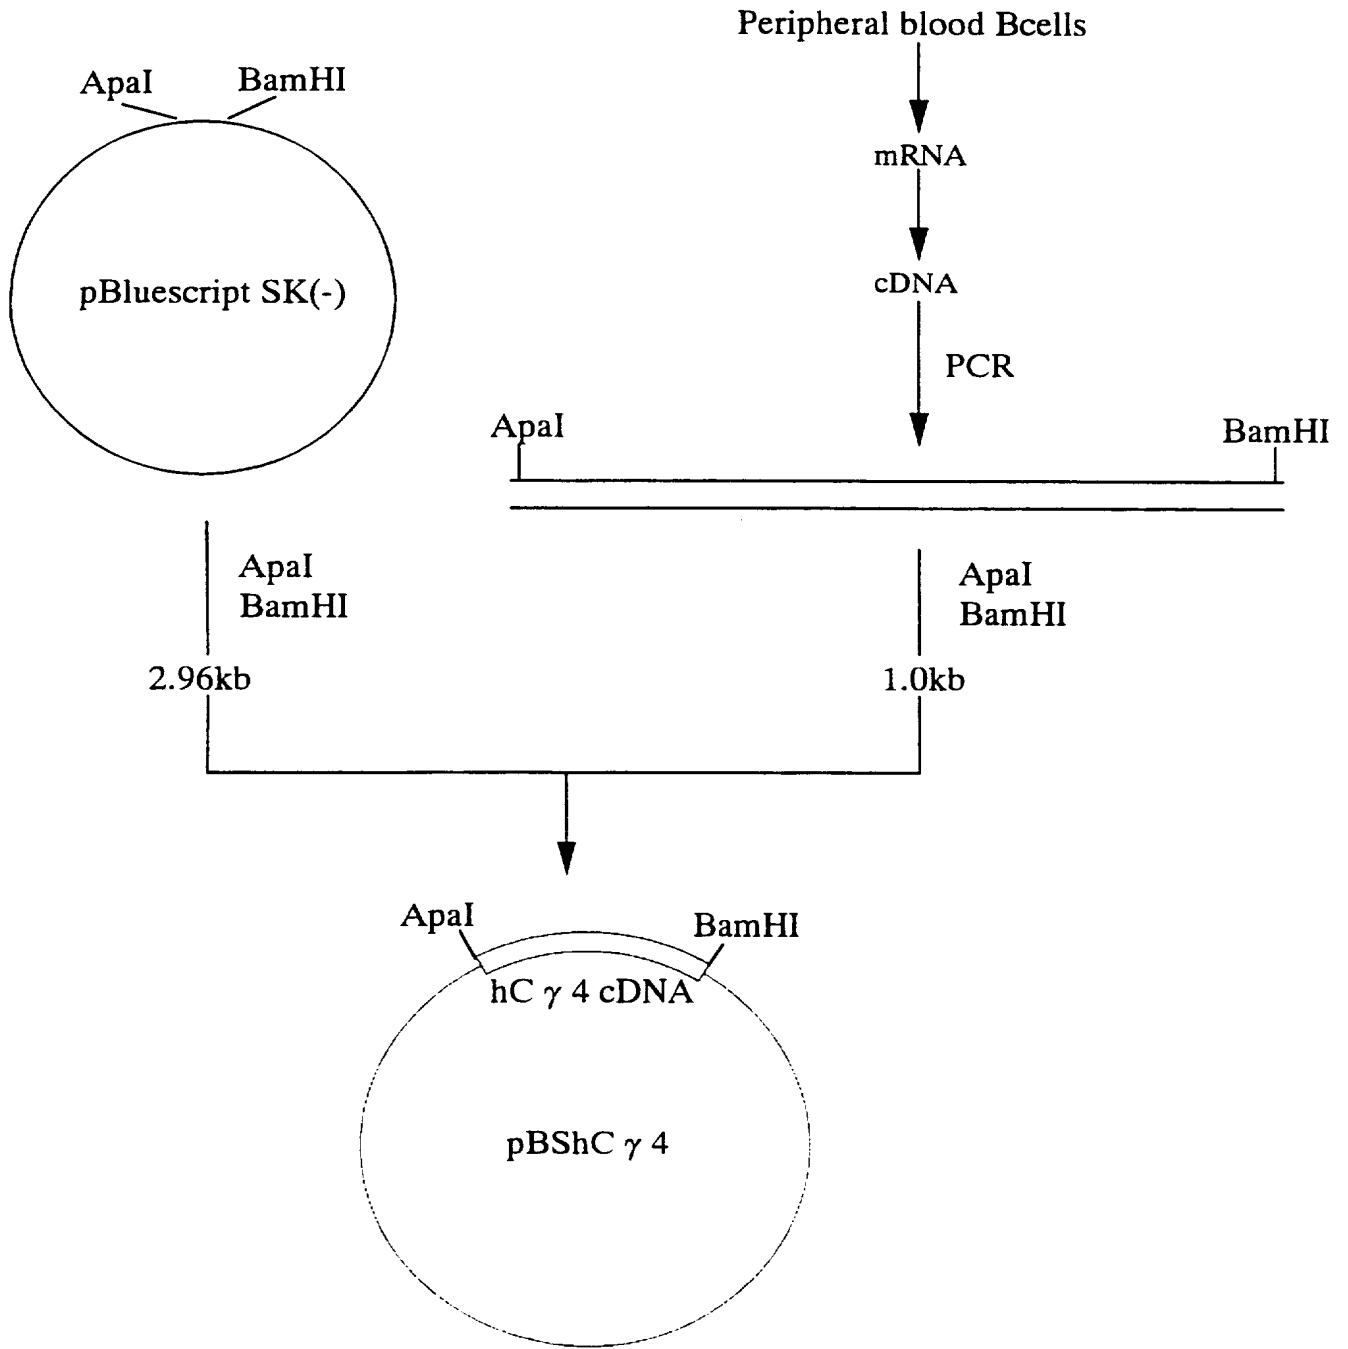 Peripheral blood Bcells
ApaI
BamHI
mRNA
pBluescript SK(-)
cDNA
PCR
ApaI
BamHI
ApaI
BamHI
ApaI
BamHI
2.96kb
1.0kb
ApaI
BamHI
hC γ 4 cDNA
pBShC γ 4